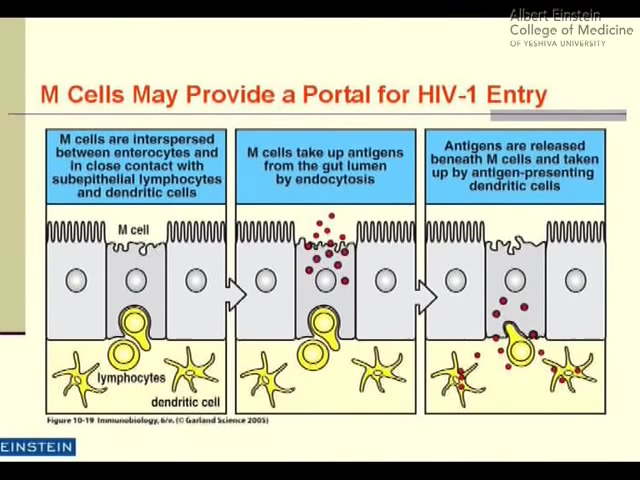 Albert Einstein
College of Medicine
OF YESHIVA UNIVERSITY
M Cells May Provide a Portal for HIV-1 Entry
M cells are interspersed
between enterocytes and
in close contact with
subepithelial lymphocytes
and dendritic cells
M cells take up antigens
from the gut lumen
by endocytosis
Antigens are released
beneath M cells and taken
up by antigen-presenting
dendritic cells
M cell
lymphocytes
dendritic cell
Figure 10-19 Immunobiology, 6/e. (© Garland Science 2005)
EINSTEIN